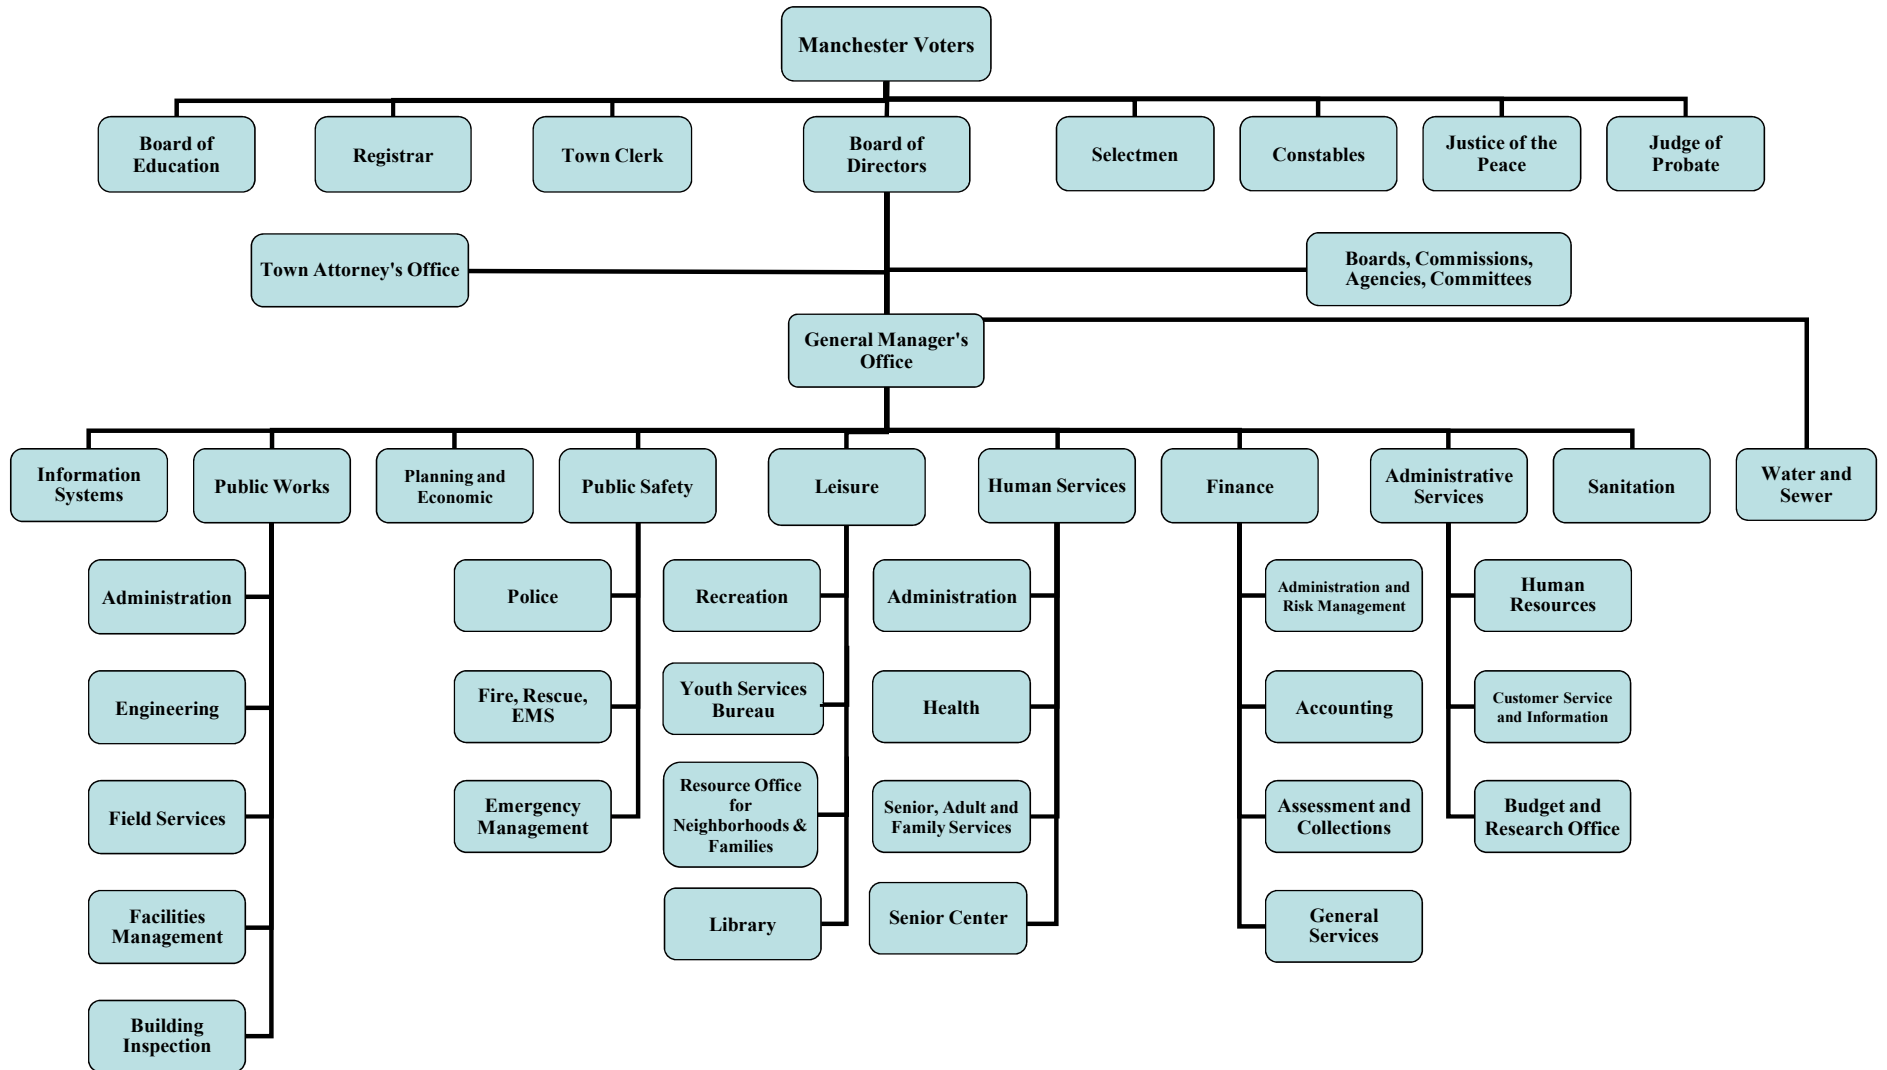 Manchester Voters
Board of
Education
Registrar
Town Clerk
Board of
Directors
Selectmen
Constables
Justice of the
Peace
Judge of
Probate
Town Attorney's Office
Boards, Commissions,
Agencies, Committees
General Manager's
Office
Information
Systems
Public Works
Planning and
Economic
Public Safety
Leisure
Human Services
Finance
Administrative
Services
Sanitation
Water and
Sewer
Administration
Engineering
Field Services
Facilities
Management
Building
Inspection
Police
Fire, Rescue,
EMS
Emergency
Management
Recreation
Youth Services
Bureau
Resource Office
for
Neighborhoods &
Families
Library
Administration
Health
Senior, Adult and
Family Services
Senior Center
Administration and
Risk Management
Accounting
Assessment and
Collections
General
Services
Human
Resources
Customer Service
and Information
Budget and
Research Office